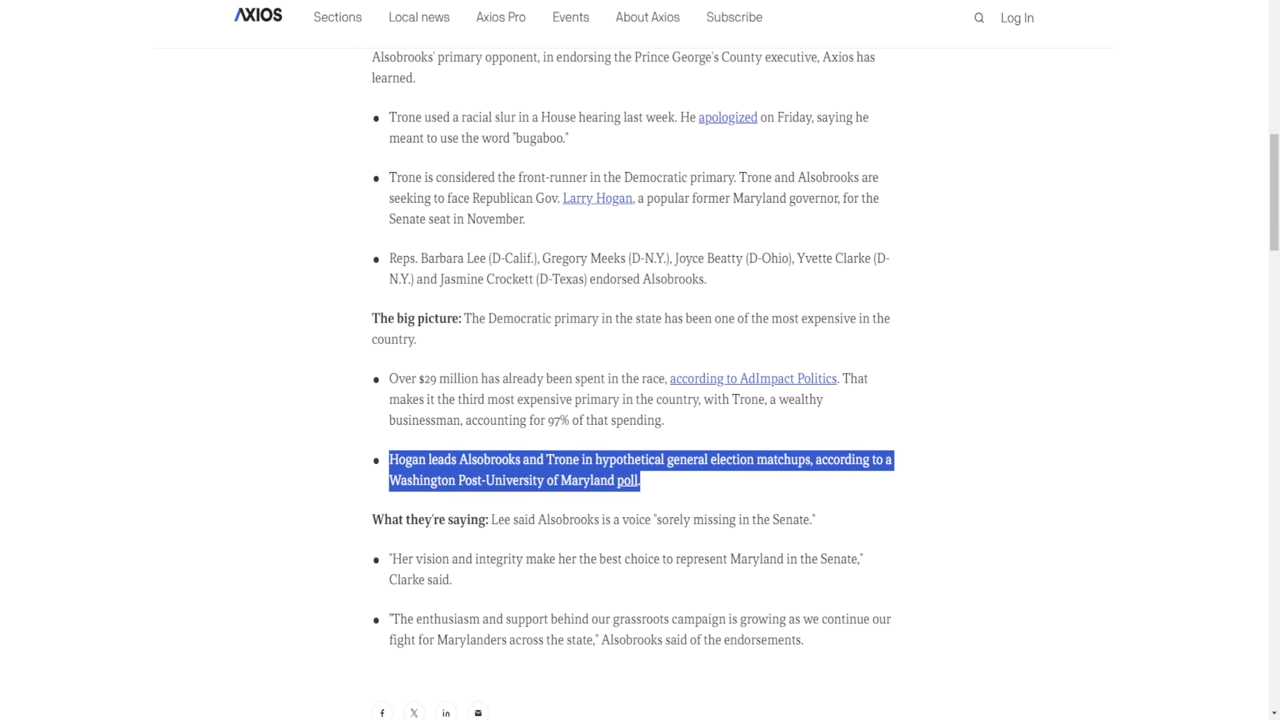 AXIOS
Sections
Local news
Axios Pro
Events
About Axios
Subscribe
Log In
Alsobrooks' primary opponent, in endorsing the Prince George's County executive, Axios has
learned.
Trone used a racial slur in a House hearing last week. He apologized on Friday, saying he
meant to use the word "bugaboo."
Trone is considered the front-runner in the Democratic primary. Trone and Alsobrooks are
seeking to face Republican Gov. Larry Hogan, a popular former Maryland governor, for the
Senate seat in November.
Reps. Barbara Lee (D-Calif.), Gregory Meeks (D-N.Y.), Joyce Beatty (D-Ohio), Yvette Clarke (D-
N.Y.) and Jasmine Crockett (D-Texas) endorsed Alsobrooks.
The big picture: The Democratic primary in the state has been one of the most expensive in the
country.
Over $29 million has already been spent in the race, according to AdImpact Politics. That
makes it the third most expensive primary in the country, with Trone, a wealthy
businessman, accounting for 97% of that spending.
Hogan leads Alsobrooks and Trone in hypothetical general election matchups, according to a
Washington Post-University of Maryland poll.
What they're saying: Lee said Alsobrooks is a voice "sorely missing in the Senate."
"Her vision and integrity make her the best choice to represent Maryland in the Senate,"
Clarke said.
"The enthusiasm and support behind our grassroots campaign is growing as we continue our
fight for Marylanders across the state," Alsobrooks said of the endorsements.